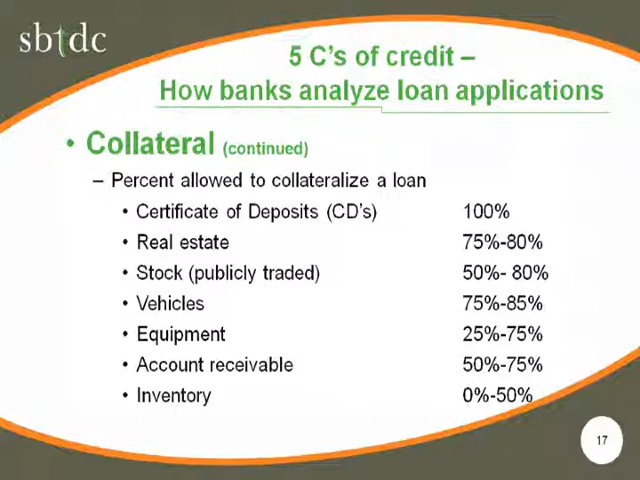 sbtdc
5 C's of credit –
How banks analyze loan applications
• Collateral (continued)
– Percent allowed to collateralize a loan
• Certificate of Deposits (CD's) 100%
• Real estate 75%-80%
• Stock (publicly traded) 50%- 80%
• Vehicles 75%-85%
• Equipment 25%-75%
• Account receivable 50%-75%
• Inventory 0%-50%
17